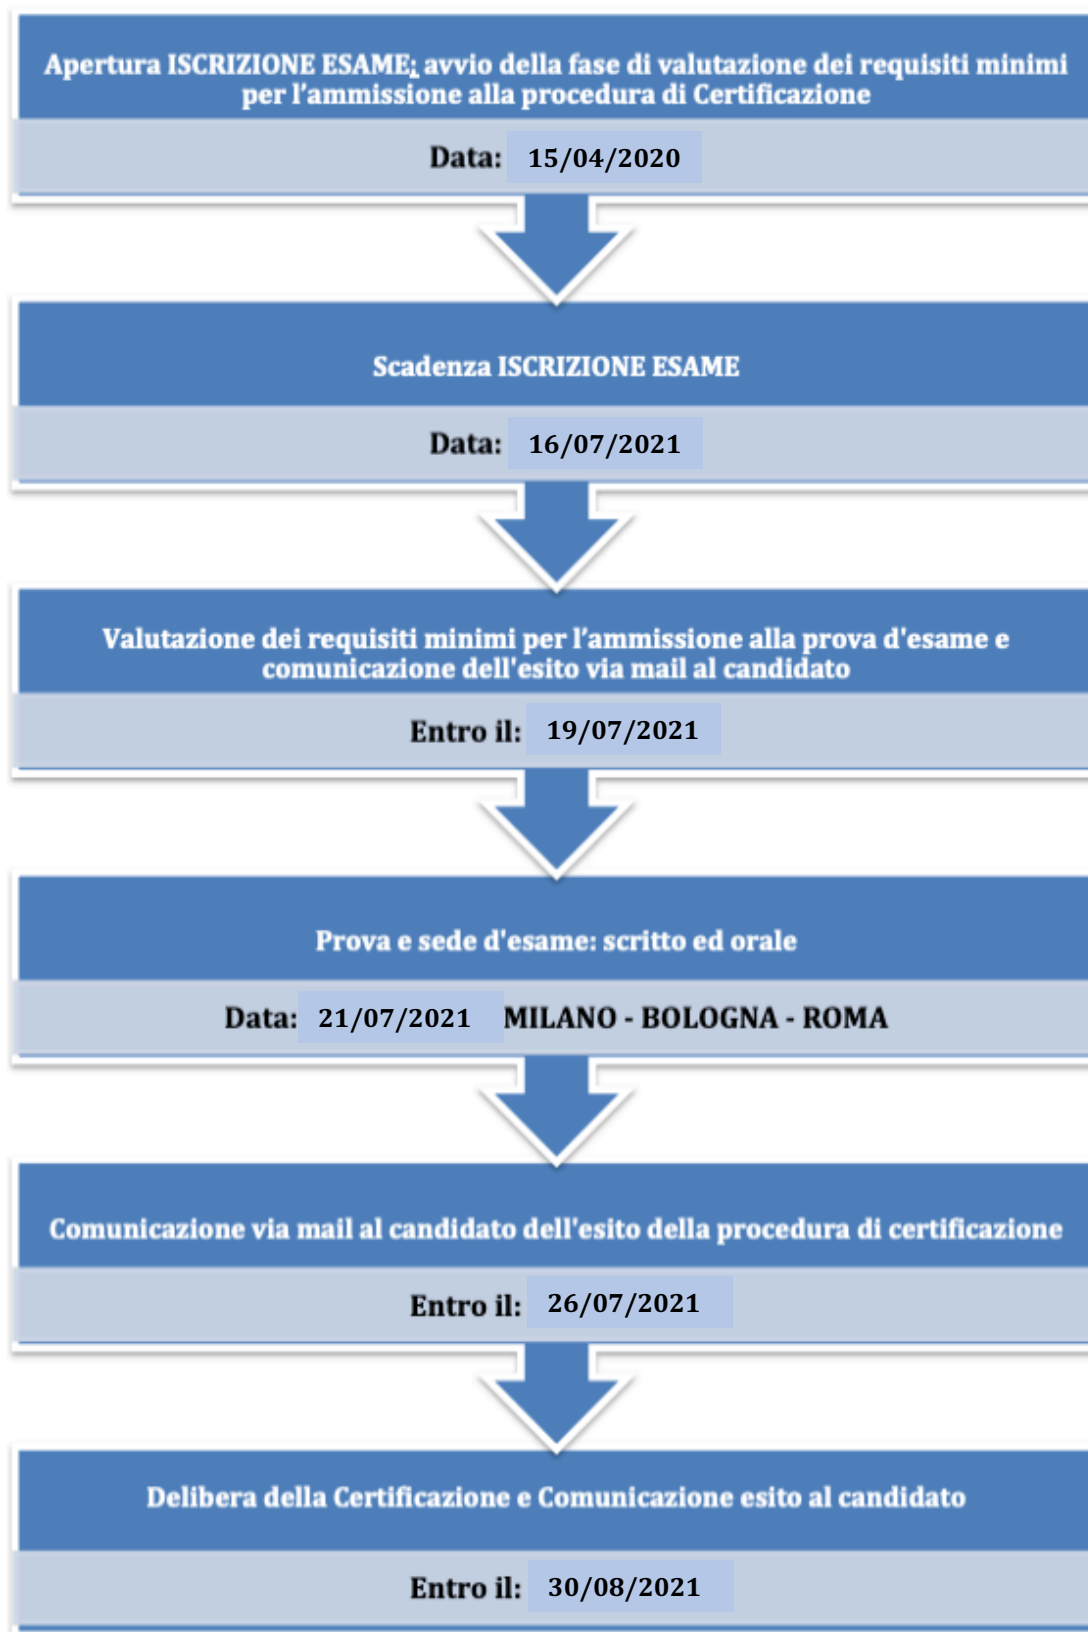 Apertura ISCRIZIONE ESAME; avvio della fase di valutazione dei requisiti minimi
per l'ammissione alla procedura di Certificazione
Data: 15/04/2020
Scadenza ISCRIZIONE ESAME
Data: 16/07/2021
Valutazione dei requisiti minimi per l'ammissione alla prova d'esame e
comunicazione dell'esito via mail al candidato
Entro il: 19/07/2021
Prova e sede d'esame: scritto ed orale
Data: 21/07/2021 MILANO - BOLOGNA - ROMA
Comunicazione via mail al candidato dell'esito della procedura di certificazione
Entro il: 26/07/2021
Delibera della Certificazione e Comunicazione esito al candidato
Entro il: 30/08/2021